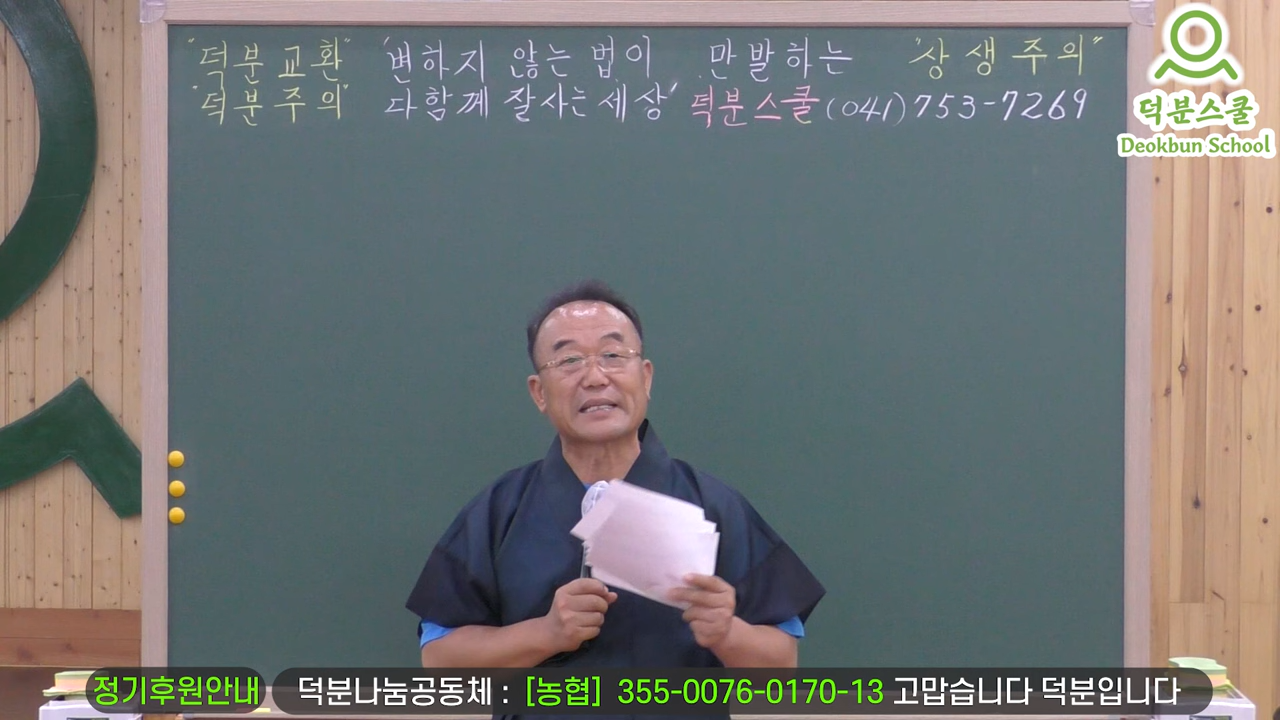 "덕분교환" '변하지 않는 법이 만발하는 "상생주의"
"덕분주의" 다함께 잘사는 세상' 덕분스쿨 (041) 753-7269
덕분스쿨
Deokbun School
정기후원안내 덕분나눔공동체 : [농협] 355-0076-0170-13 고맙습니다 덕분입니다